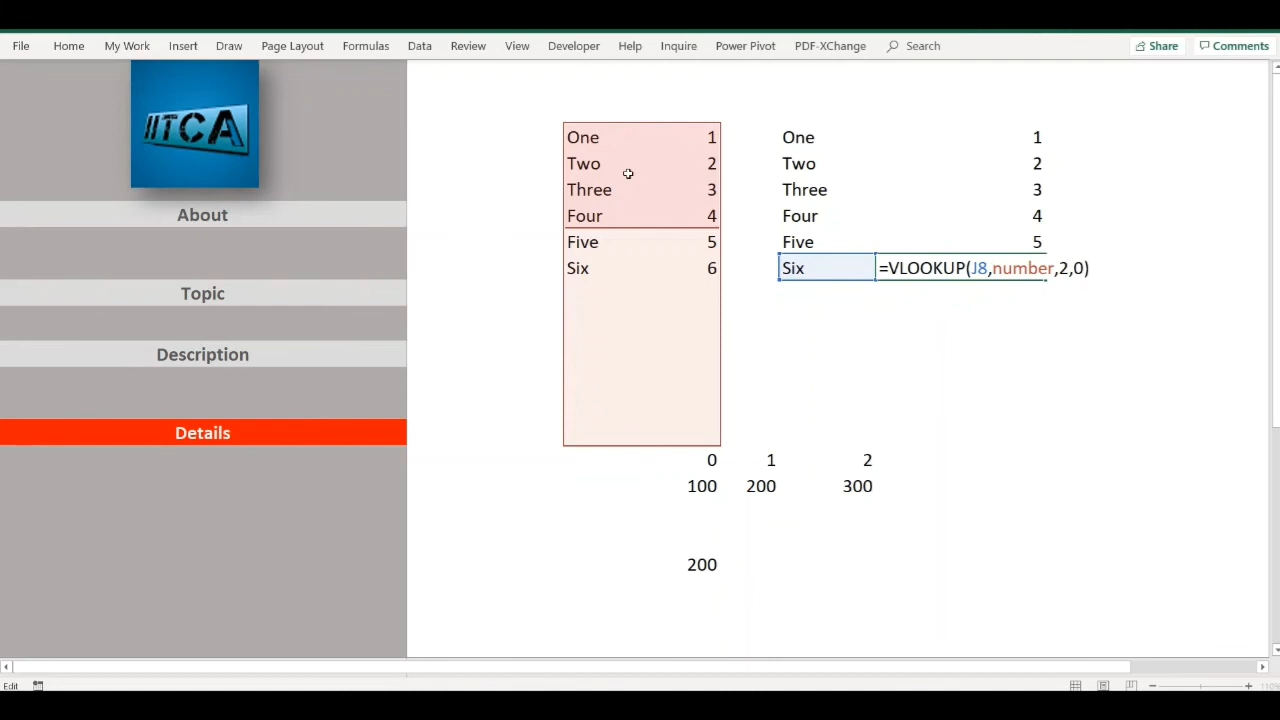 File Home My Work Insert Draw Page Layout Formulas Data Review View Developer Help Inquire Power Pivot PDF-XChange Search Share Comments
IITCA
About
Topic
Description
Details
One 1 One 1
Two 2 Two 2
Three 3 Three 3
Four 4 Four 4
Five 5 Five 5
Six 6 Six =VLOOKUP(J8,number,2,0)
0 1 2
100 200 300
200
Edit 110%